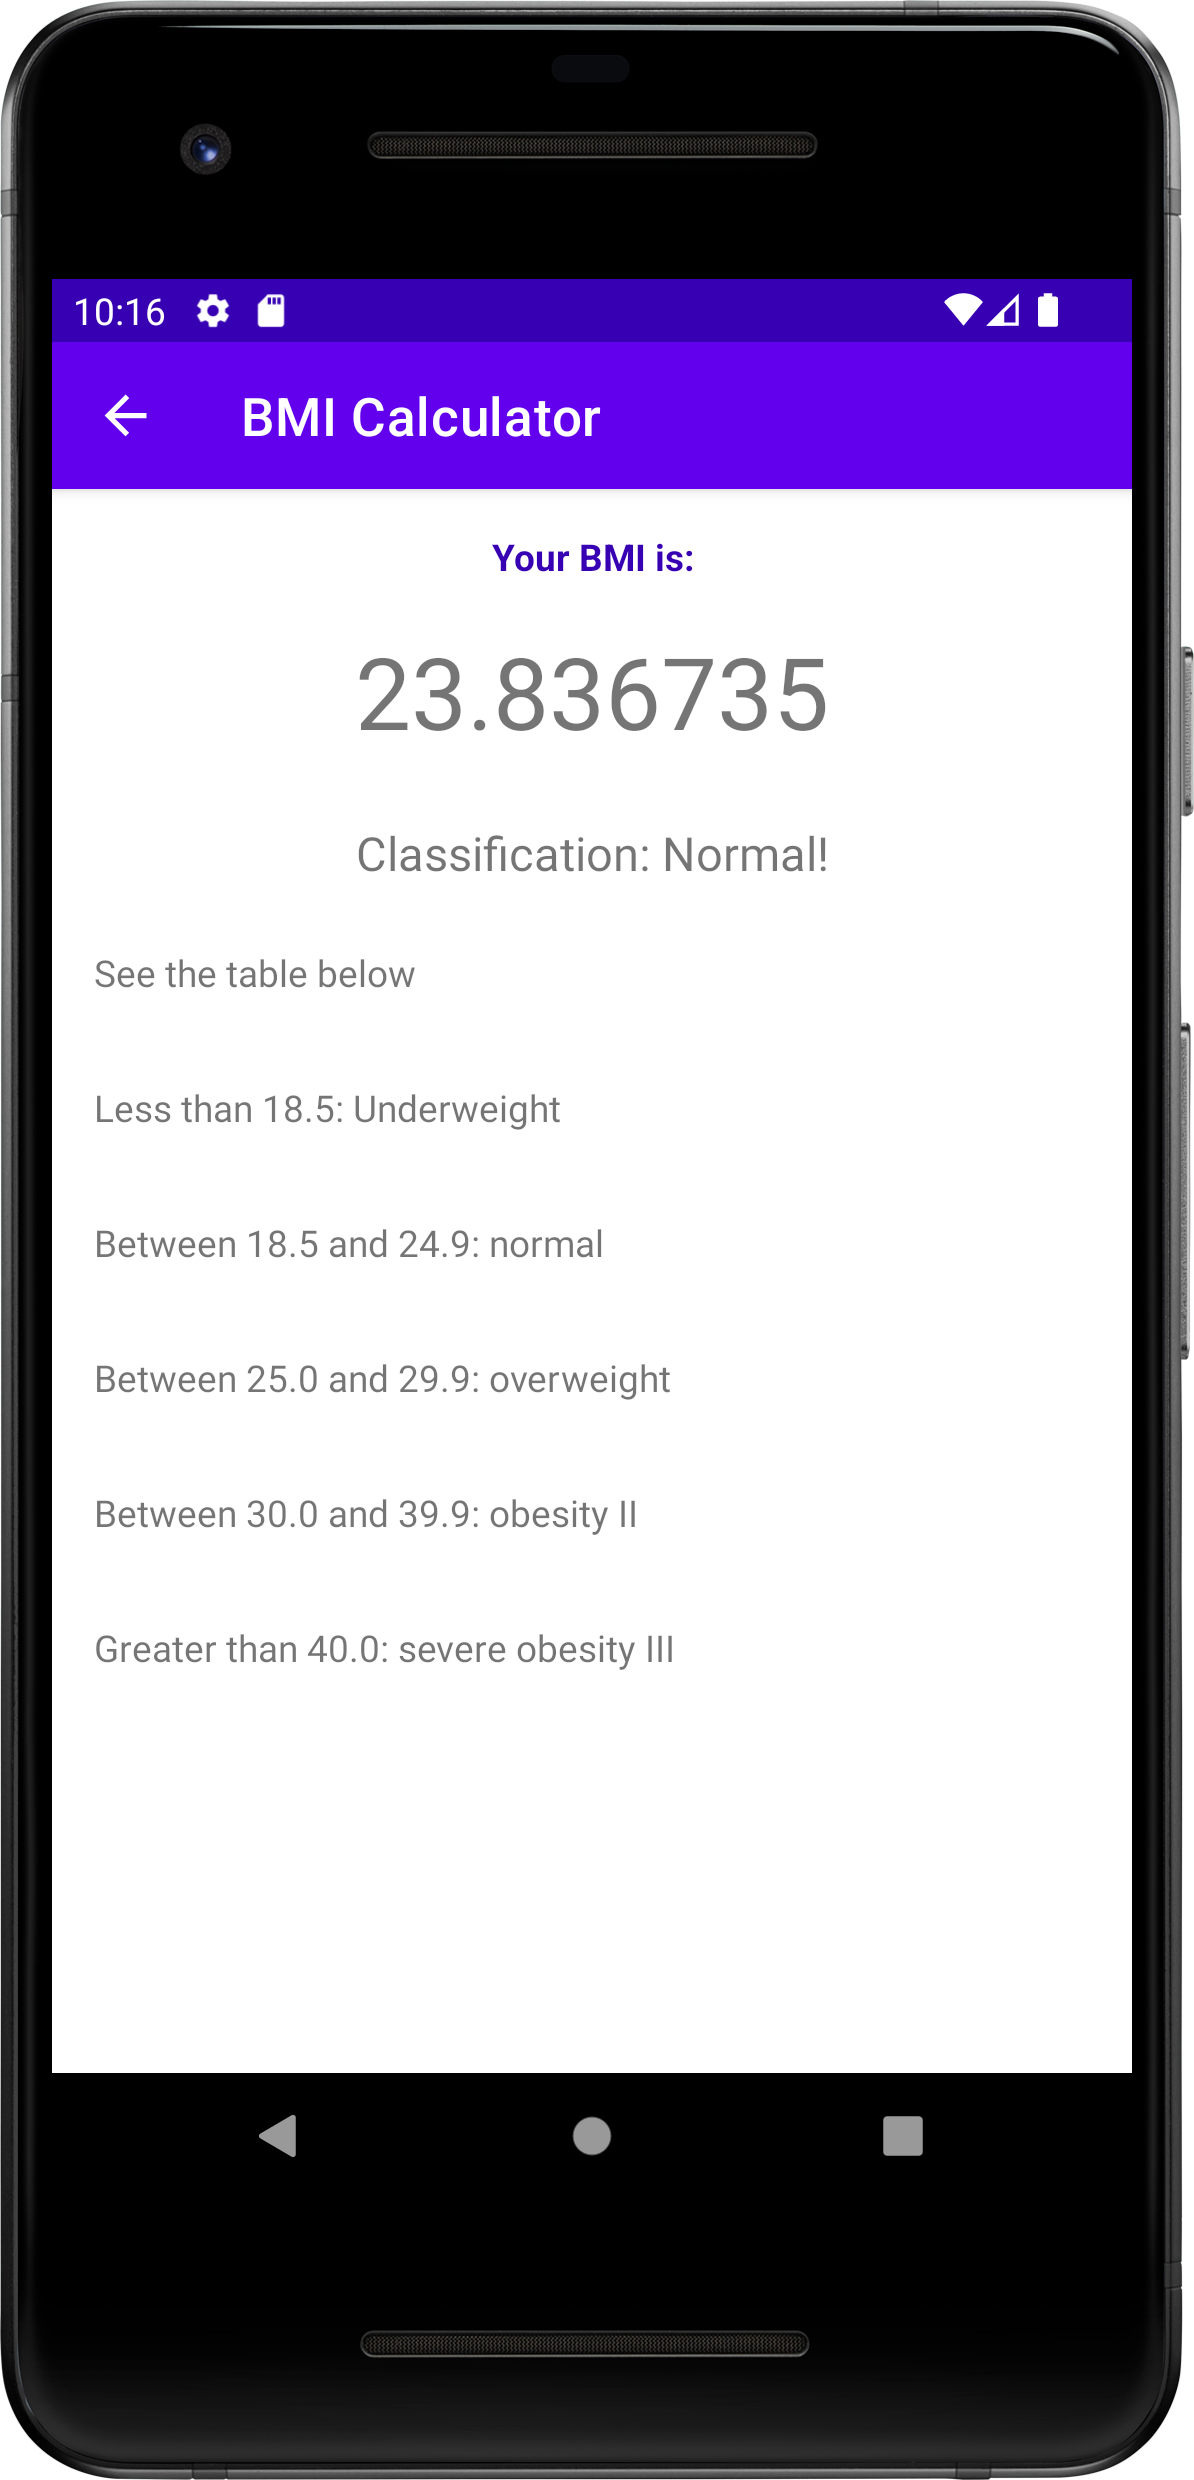 10:16
BMI Calculator
Your BMI is:
23.836735
Classification: Normal!
See the table below
Less than 18.5: Underweight
Between 18.5 and 24.9: normal
Between 25.0 and 29.9: overweight
Between 30.0 and 39.9: obesity II
Greater than 40.0: severe obesity III